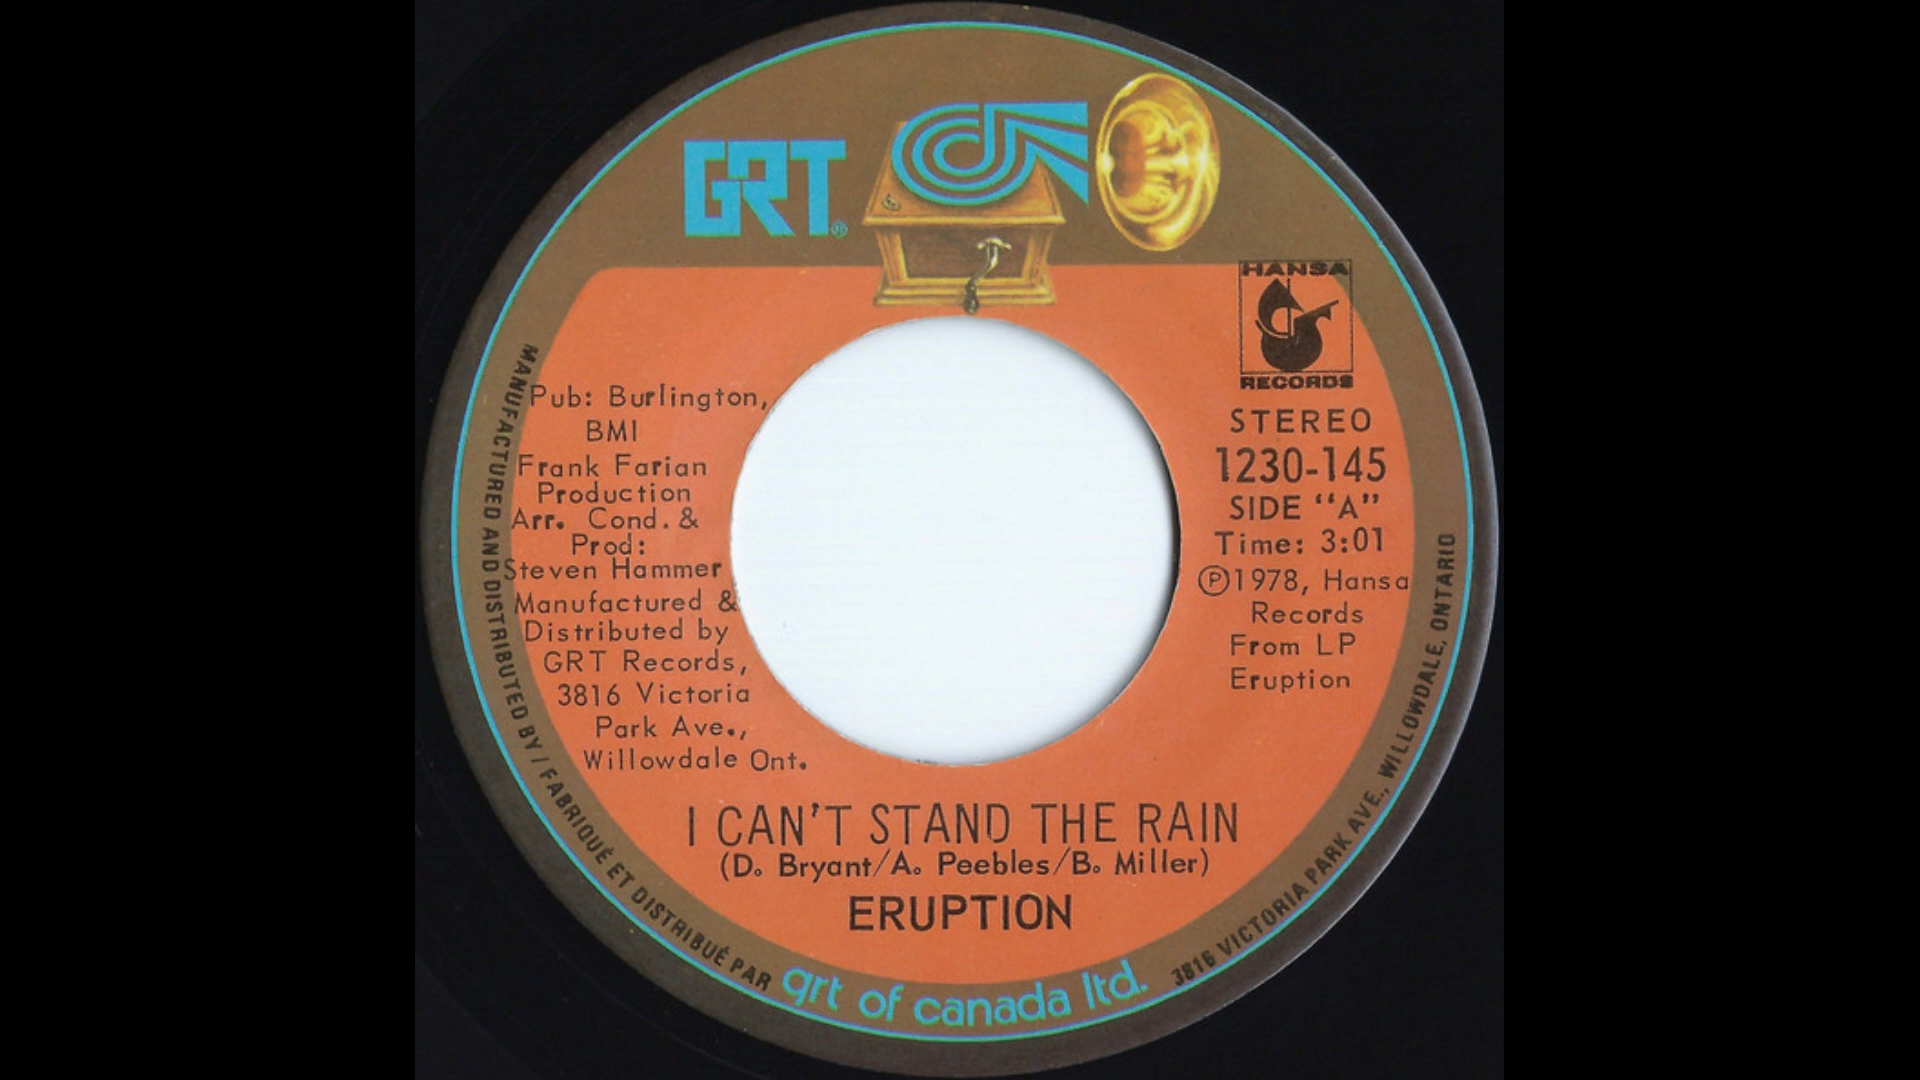 GRT®
HANSA
RECORDS
STEREO
1230-145
SIDE "A"
Time: 3:01
Ⓟ1978, Hansa
Records
From LP
Eruption
Pub: Burlington,
BMI
Frank Farian
Production
Arr. Cond. &
Prod:
Steven Hammer
Manufactured &
Distributed by
GRT Records,
3816 Victoria
Park Ave.,
Willowdale Ont.
I CAN'T STAND THE RAIN
(D. Bryant/A. Peebles/B. Miller)
ERUPTION
MANUFACTURED AND DISTRIBUTED BY / FABRIQUÉ ET DISTRIBUÉ PAR grt of canada ltd. 3816 VICTORIA PARK AVE., WILLOWDALE, ONTARIO